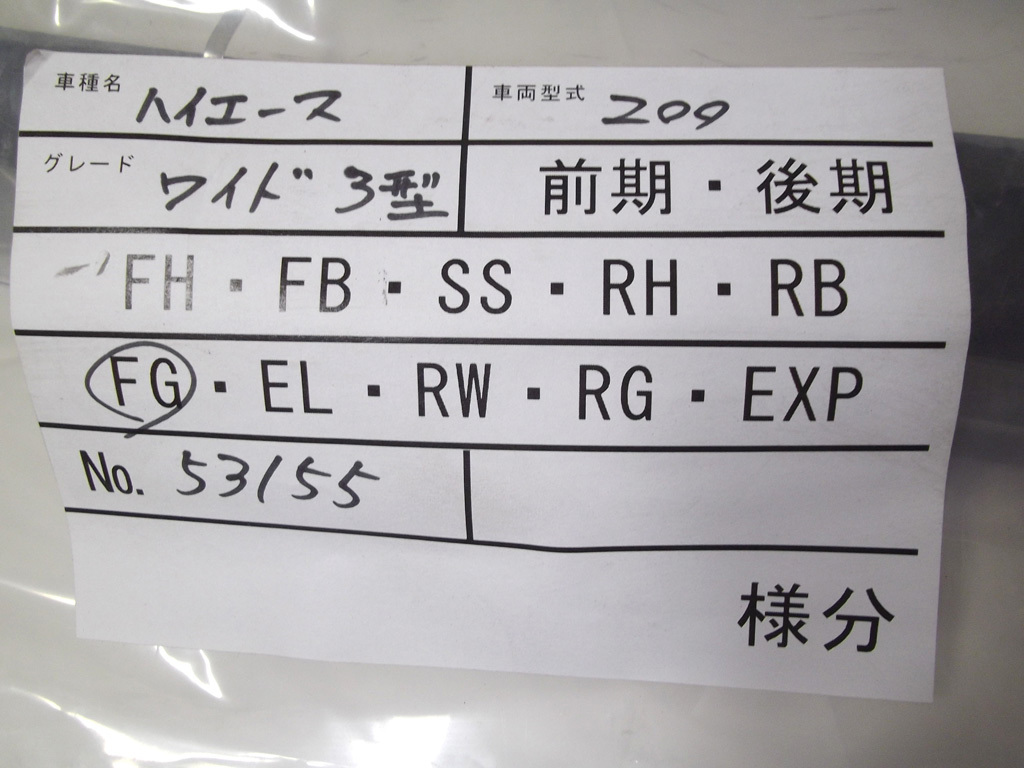 車種名 ハイエース 車両型式 200
グレード ワイド 3型 前期・後期
FH・FB・SS・RH・RB
FG・EL・RW・RG・EXP
No. 53155
様分